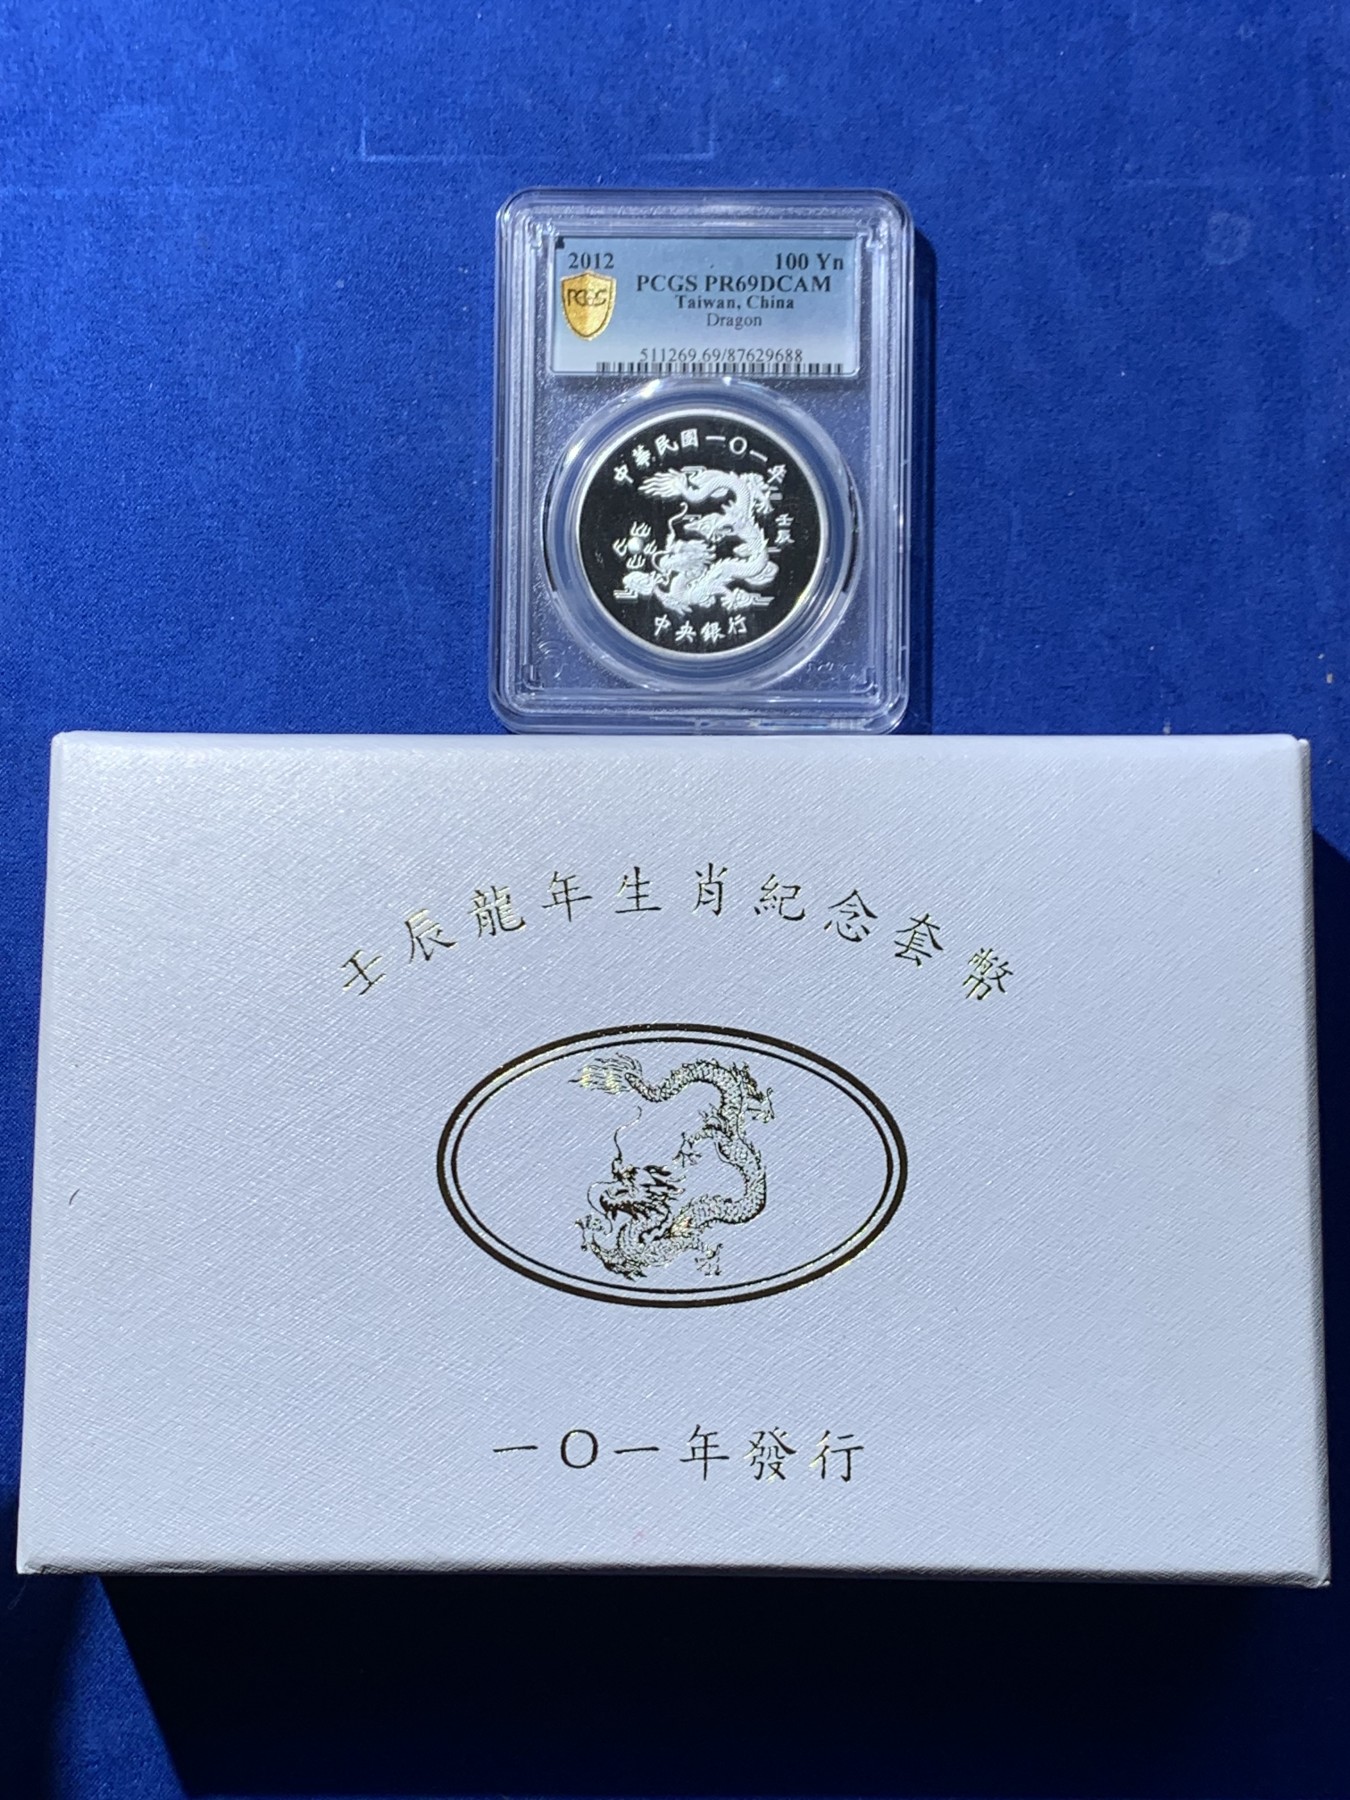 2012 100 Yn
PCGS PCGS PR69DCAM
Taiwan, China
Dragon
511269.69/87629688
中華民國一〇一年
壬辰
中央銀行
壬辰龍年生肖紀念套幣
一〇一年發行